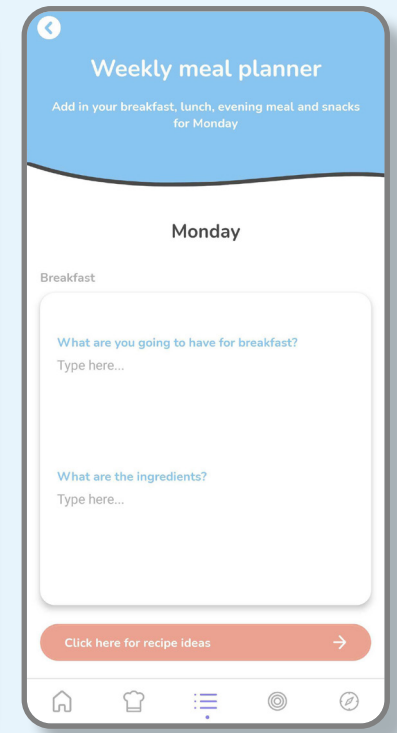 Weekly meal planner
Add in your breakfast, lunch, evening meal and snacks
for Monday
Monday
Breakfast
What are you going to have for breakfast?
Type here...
What are the ingredients?
Type here...
Click here for recipe ideas